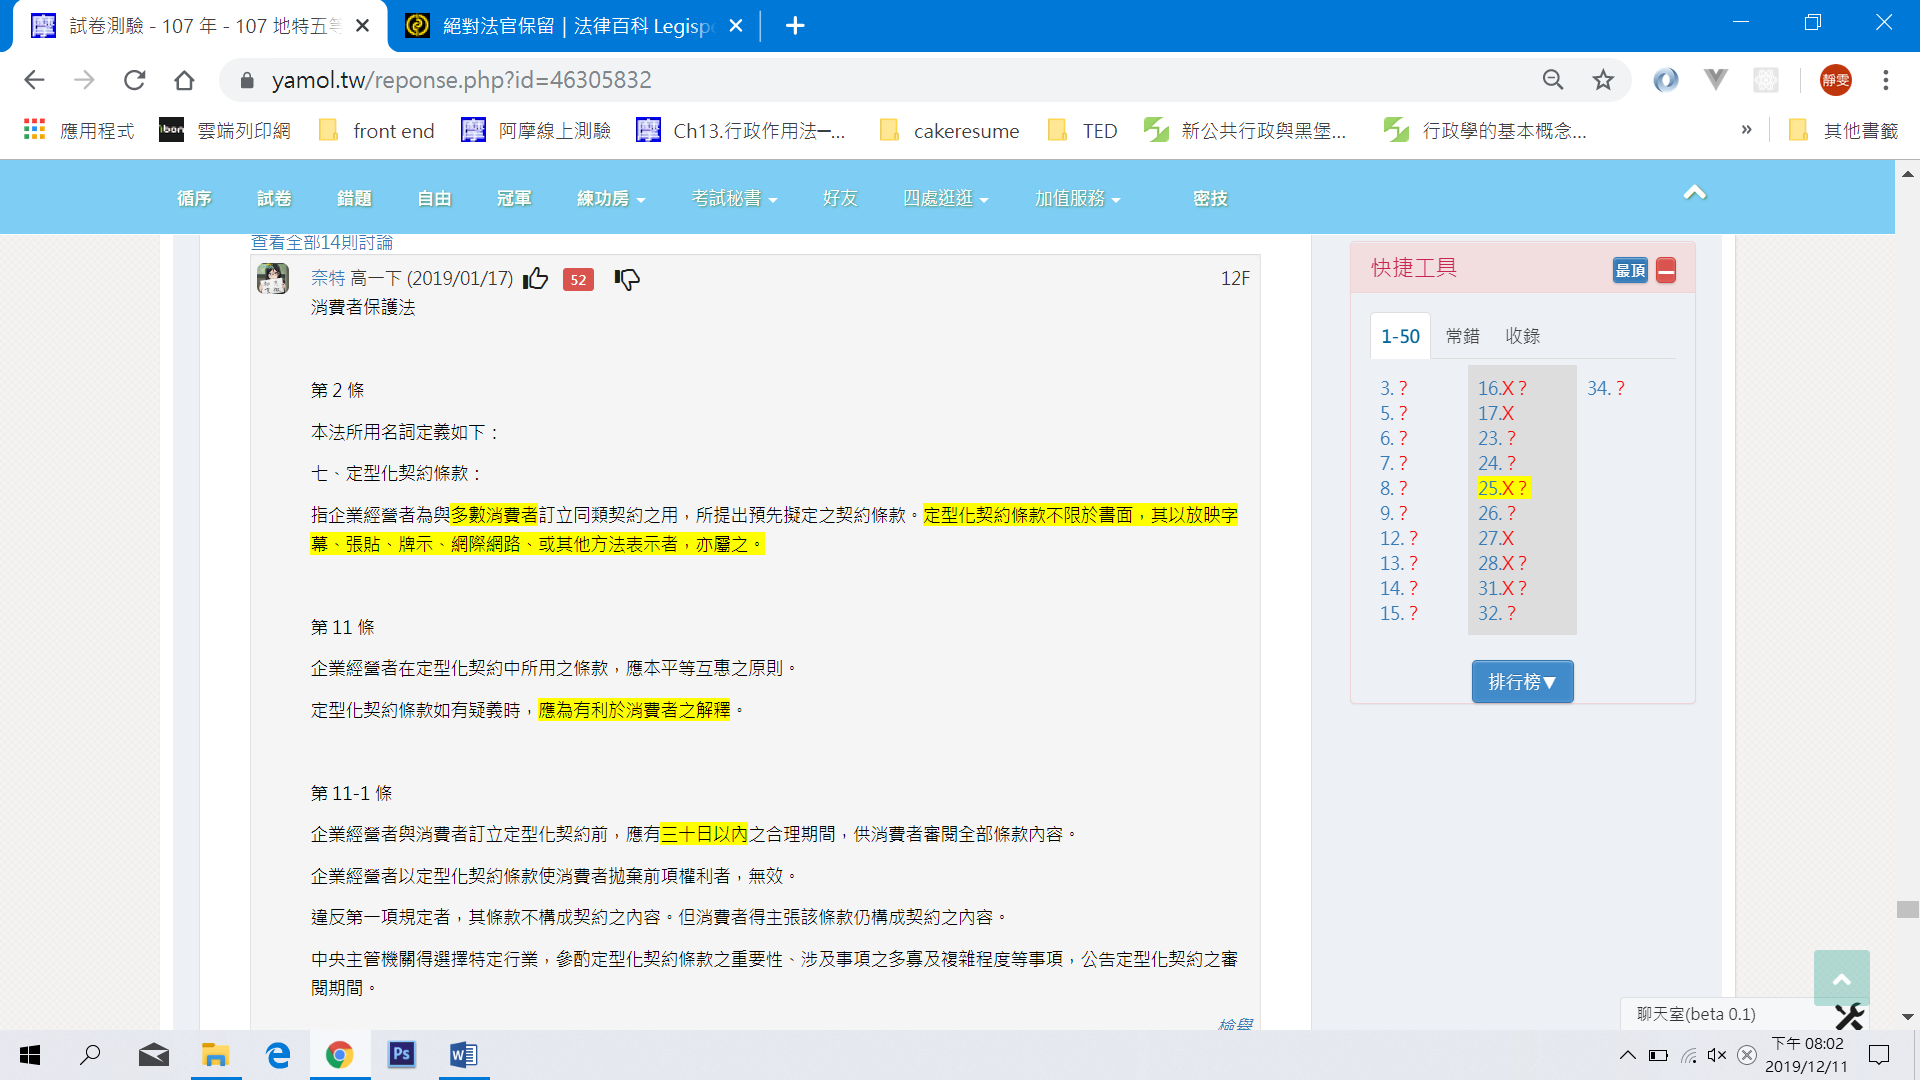 試卷測驗 - 107 年 - 107 地特五等
絕對法官保留 | 法律百科 Legispe
yamol.tw/reponse.php?id=46305832
靜雯
應用程式
ibon
雲端列印網
front end
阿摩線上測驗
Ch13.行政作用法─...
cakeresume
TED
新公共行政與黑堡...
行政學的基本概念...
»
其他書籤
循序 試卷 錯題 自由 冠軍 練功房 考試秘書 好友 四處逛逛 加值服務 密技
查看全部14則討論
奈特 高一下 (2019/01/17) 52 12F
消費者保護法
第 2 條
本法所用名詞定義如下：
七、定型化契約條款：
指企業經營者為與多數消費者訂立同類契約之用，所提出預先擬定之契約條款。定型化契約條款不限於書面，其以放映字
幕、張貼、牌示、網際網路、或其他方法表示者，亦屬之。
第 11 條
企業經營者在定型化契約中所用之條款，應本平等互惠之原則。
定型化契約條款如有疑義時，應為有利於消費者之解釋。
第 11-1 條
企業經營者與消費者訂立定型化契約前，應有三十日以內之合理期間，供消費者審閱全部條款內容。
企業經營者以定型化契約條款使消費者拋棄前項權利者，無效。
違反第一項規定者，其條款不構成契約之內容。但消費者得主張該條款仍構成契約之內容。
中央主管機關得選擇特定行業，參酌定型化契約條款之重要性、涉及事項之多寡及複雜程度等事項，公告定型化契約之審
閱期間。
檢舉
快捷工具
最頂
1-50 常錯 收錄
3. ?
5. ?
6. ?
7. ?
8. ?
9. ?
12. ?
13. ?
14. ?
15. ?
16.X ?
17.X
23. ?
24. ?
25.X ?
26. ?
27.X
28.X ?
31.X ?
32. ?
34. ?
排行榜▼
聊天室(beta 0.1)
Ps
下午 08:02
2019/12/11